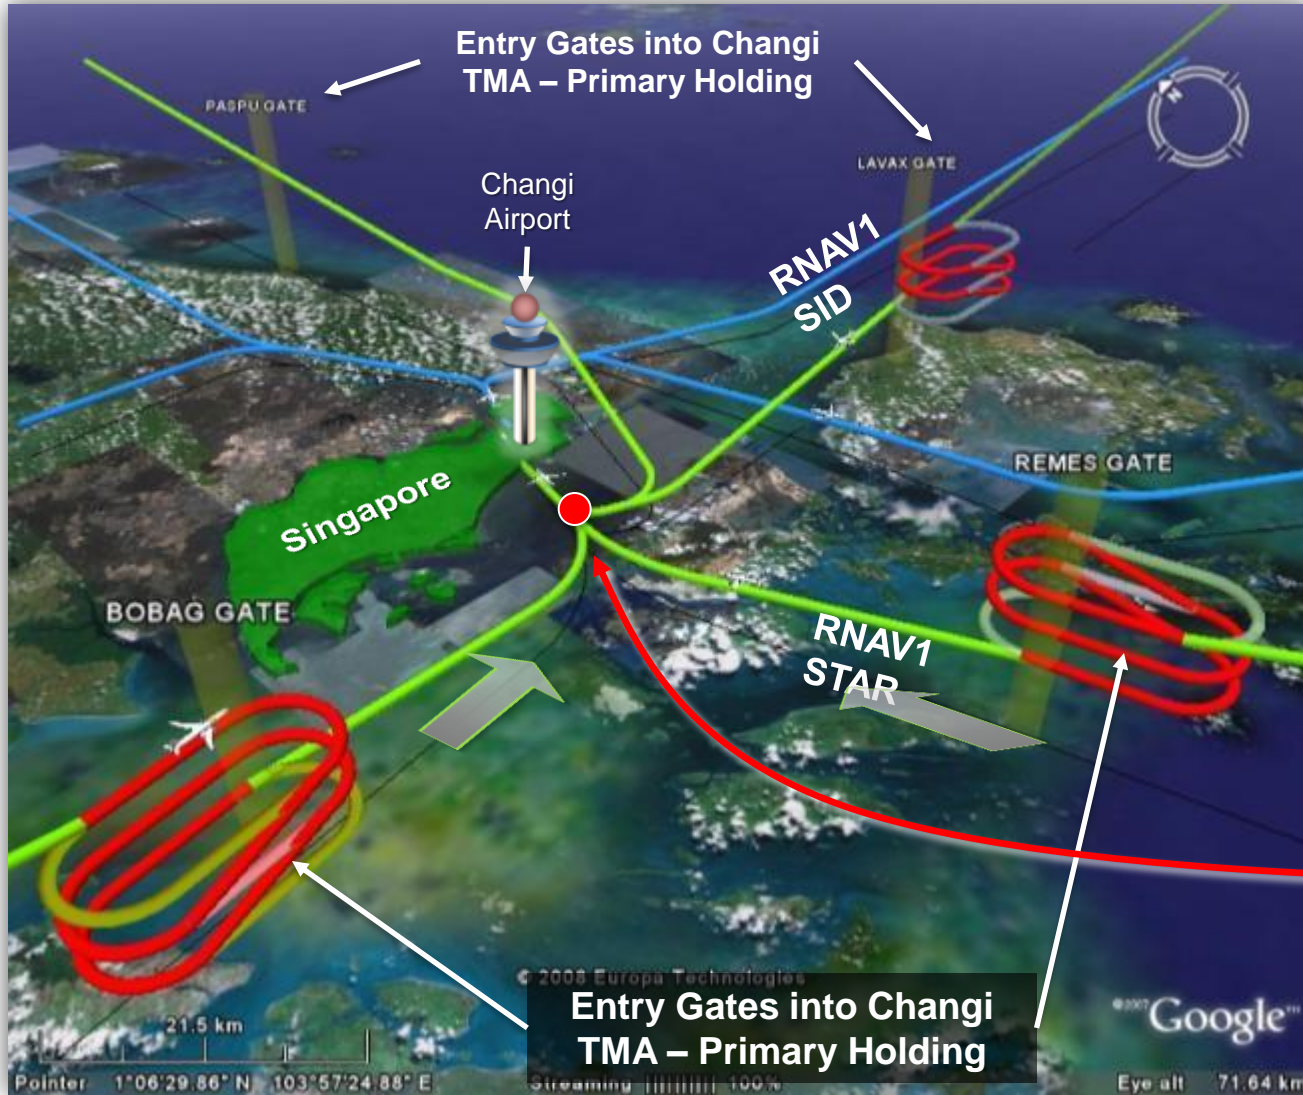 Entry Gates into Changi
TMA – Primary Holding
PASPU GATE
LAVAX GATE
N
Changi
Airport
RNAV1
SID
REMES GATE
Singapore
BOBAG GATE
RNAV1
STAR
© 2008 Europa Technologies
Entry Gates into Changi
TMA – Primary Holding
©2007 Google™
21.5 km
Pointer 1°06'29.86" N 103°57'24.88" E
Streaming ||||||||| 100%
Eye alt 71.64 km